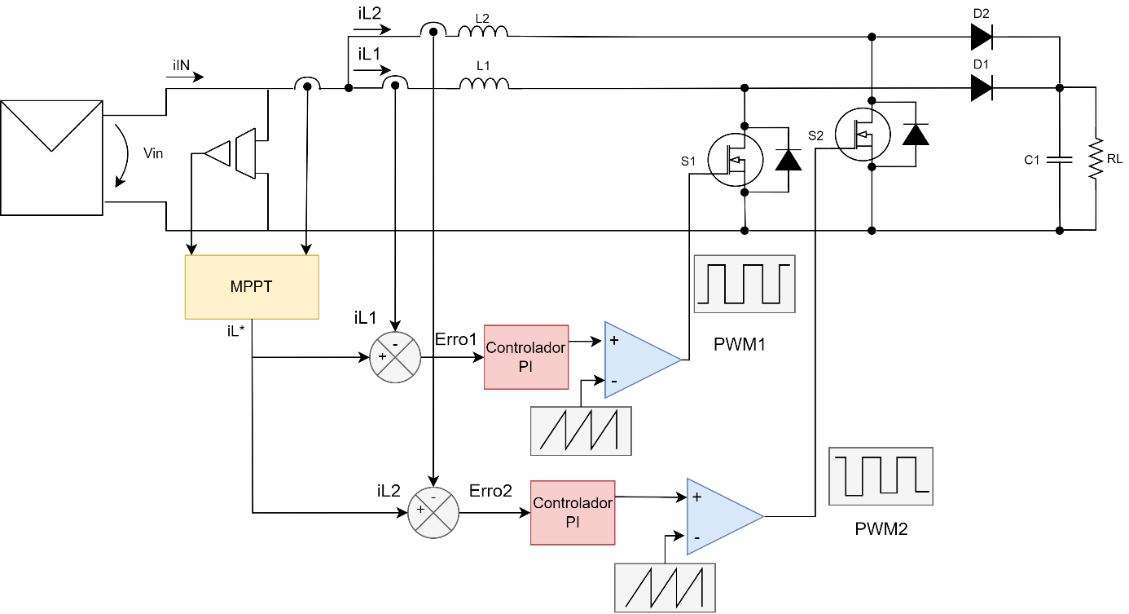 iL2
L2
D2
iL1
iIN
L1
D1
Vin
S1
S2
C1
RL
MPPT
iL*
iL1
-
+
Erro1
Controlador
PI
+
-
PWM1
iL2
-
+
Erro2
Controlador
PI
+
-
PWM2